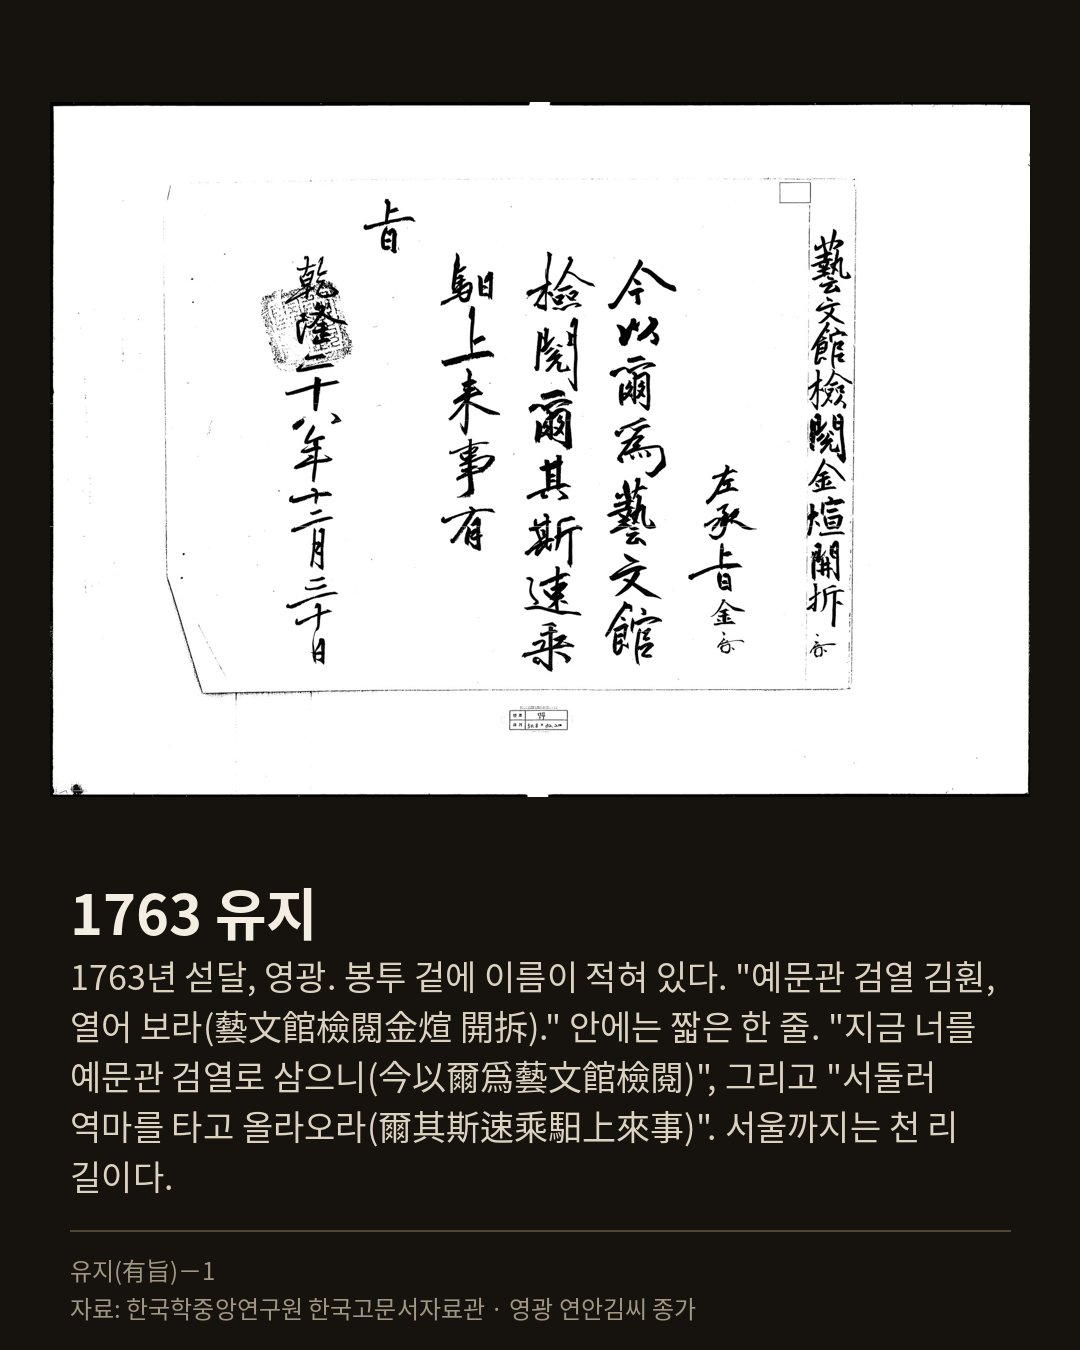 藝文館檢閱金煊開拆
左承旨金
今以爾爲藝文館
檢閱爾其斯速乘
馹上来事有
旨
乾隆二十八年十二月三十日
1763 유지
1763년 섣달, 영광. 봉투 겉에 이름이 적혀 있다. "예문관 검열 김훤,
열어 보라(藝文館檢閱金煊 開拆)." 안에는 짧은 한 줄. "지금 너를
예문관 검열로 삼으니(今以爾爲藝文館檢閱)", 그리고 "서둘러
역마를 타고 올라오라(爾其斯速乘馹上來事)". 서울까지는 천 리
길이다.
유지(有旨)－1
자료: 한국학중앙연구원 한국고문서자료관 · 영광 연안김씨 종가